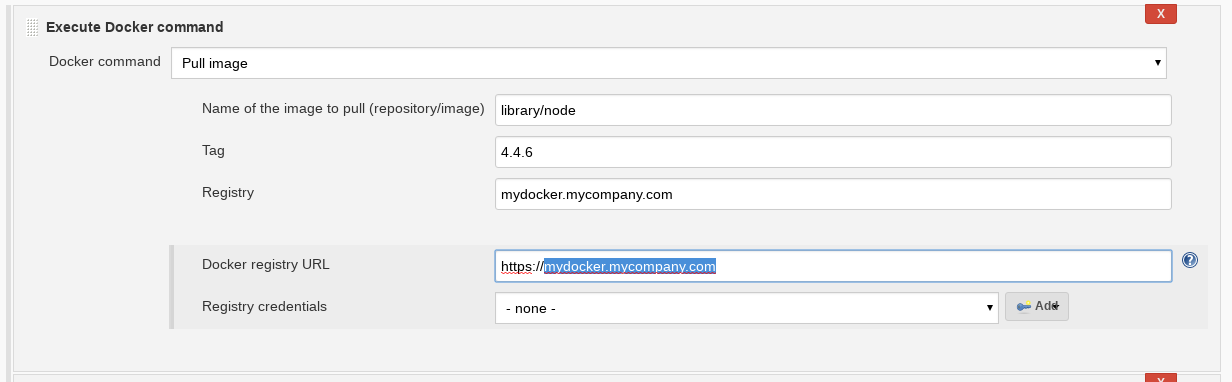 X
Execute Docker command
Docker command Pull image
Name of the image to pull (repository/image) library/node
Tag 4.4.6
Registry mydocker.mycompany.com
Docker registry URL https://mydocker.mycompany.com ?
Registry credentials - none - Add
X